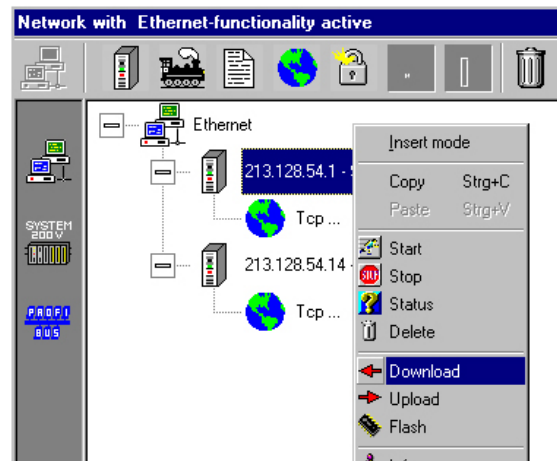 Network with Ethernet-functionality active
Ethernet
213.128.54.1 -
Tcp ...
213.128.54.14 -
Tcp ...
SYSTEM
200V
PROFI
BUS
Insert mode
Copy Strg+C
Paste Strg+V
Start
Stop
Status
Delete
Download
Upload
Flash